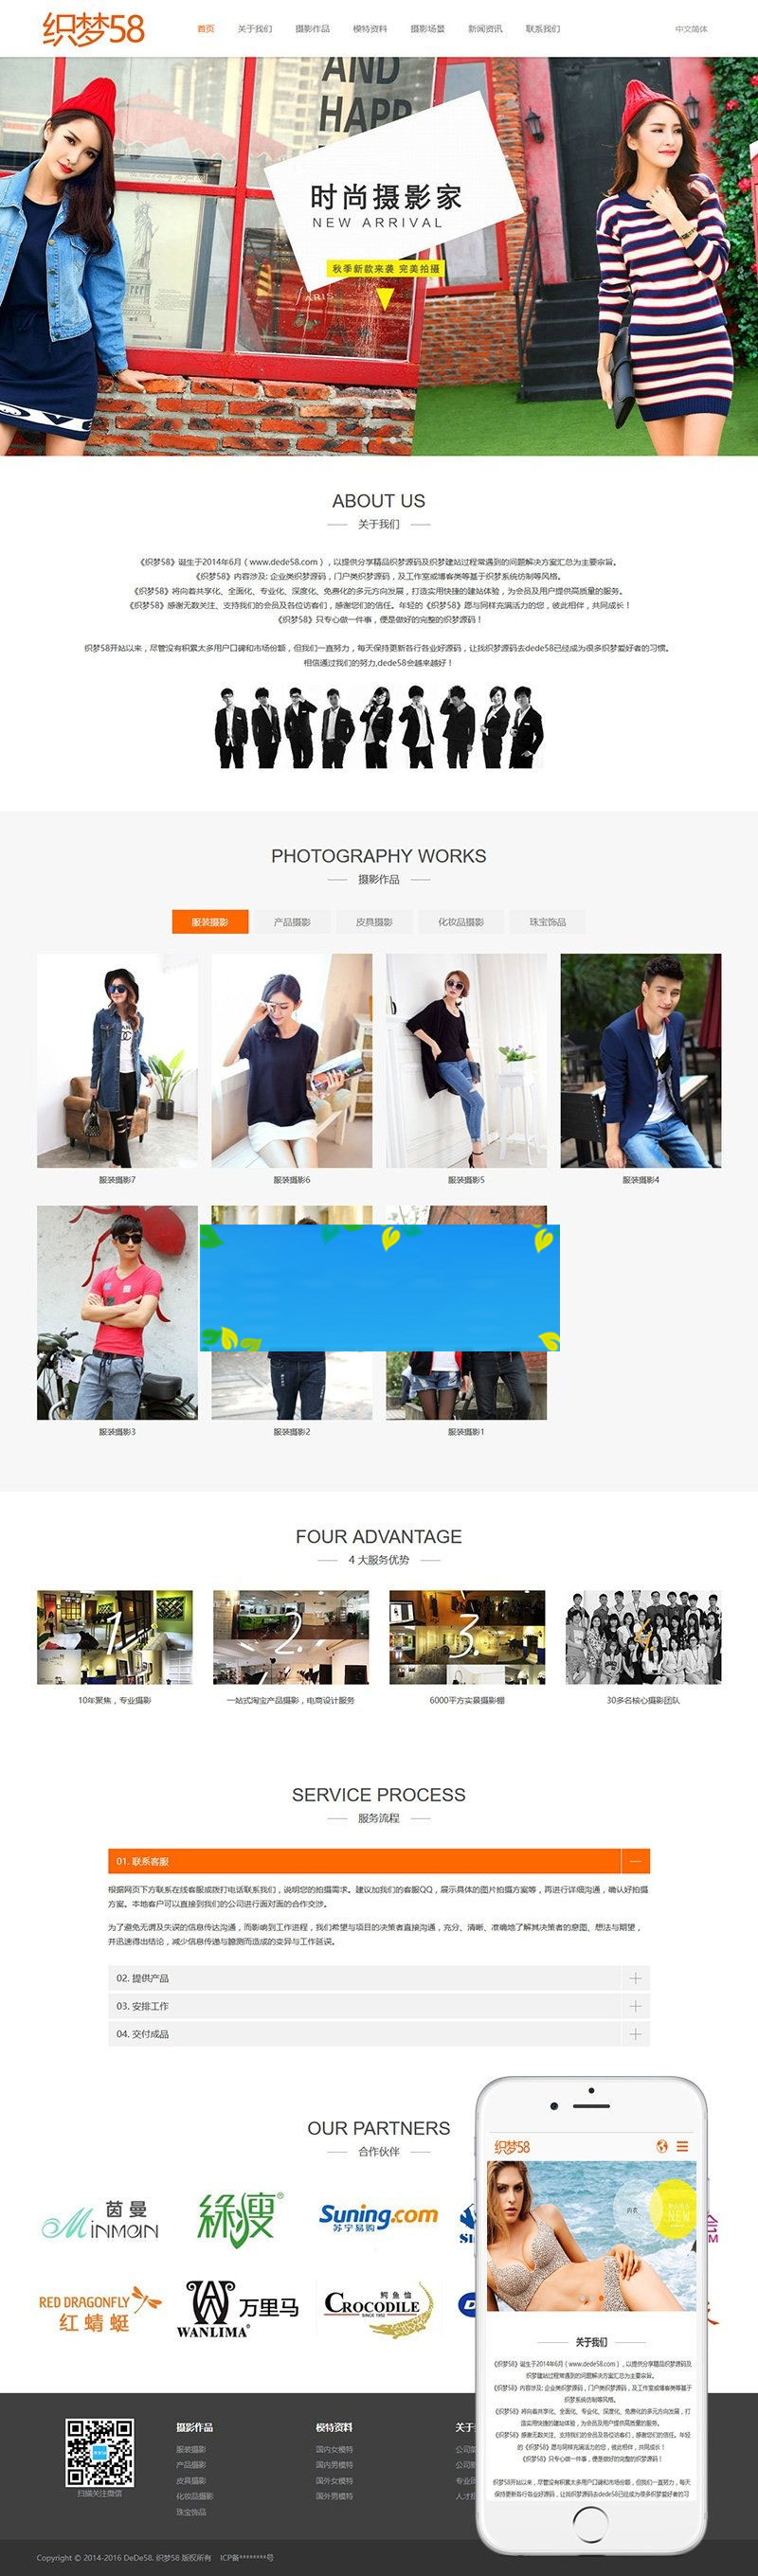 织梦58
首页 关于我们 摄影作品 模特资料 摄影场景 新闻资讯 联系我们 中文简体
AND
HAPP
时尚摄影家
NEW ARRIVAL
秋季新款来袭 完美拍摄
ABOUT US
关于我们
《织梦58》诞生于2014年6月（www.dede58.com），以提供分享精品织梦源码及织梦建站过程常遇到的问题解决方案汇总为主要宗旨。
《织梦58》内容涉及: 企业类织梦源码，门户类织梦源码，及工作室或博客类等基于织梦系统仿制等风格。
《织梦58》将向着共享化、全面化、专业化、深度化、免费化的多元方向发展，打造实用快捷的建站体验，为会员及用户提供高质量的服务。
《织梦58》感谢无数关注、支持我们的会员及各位访客们，感谢您们的信任。年轻的《织梦58》愿与同样充满活力的您，彼此相伴，共同成长！
《织梦58》只专心做一件事，便是做好的完整的织梦源码！
织梦58开站以来，尽管没有积累太多用户口碑和市场份额，但我们一直努力，每天保持更新各行各业好源码，让找织梦源码去dede58已经成为很多织梦爱好者的习惯。
相信通过我们的努力,dede58会越来越好！
PHOTOGRAPHY WORKS
摄影作品
服装摄影 产品摄影 皮具摄影 化妆品摄影 珠宝饰品
服装摄影7 服装摄影6 服装摄影5 服装摄影4
服装摄影3 服装摄影2 服装摄影1
FOUR ADVANTAGE
4 大服务优势
1. 2. 3. 4.
10年聚焦，专业摄影 一站式淘宝产品摄影，电商设计服务 6000平方实景摄影棚 30多名核心摄影团队
SERVICE PROCESS
服务流程
01. 联系客服
根据网页下方联系在线客服或拨打电话联系我们，说明您的拍摄需求。建议加我们的客服QQ，展示具体的图片拍摄方案等，再进行详细沟通，确认好拍摄
方案。本地客户可以直接到我们的公司进行面对面的合作交涉。
为了避免无谓及失误的信息传达沟通，而影响到工作进程，我们希望与项目的决策者直接沟通，充分、清晰、准确地了解其决策者的意图、想法与期望，
并迅速得出结论，减少信息传递与臆测而造成的变异与工作延误。
02. 提供产品
03. 安排工作
04. 交付成品
OUR PARTNERS
合作伙伴
茵曼
MINMAN
綠瘦®
Suning.com
苏宁易购
RED DRAGONFLY
红蜻蜓
WANLIMA
万里马
鳄鱼恤
CROCODILE
SINCE 1952
织梦58
内衣
NEW
关于我们
《织梦58》诞生于2014年6月（www.dede58.com），以提供分享精品织梦源码及
织梦建站过程常遇到的问题解决方案汇总为主要宗旨。
《织梦58》内容涉及: 企业类织梦源码，门户类织梦源码，及工作室或博客类等基于
织梦系统仿制等风格。
《织梦58》将向着共享化、全面化、专业化、深度化、免费化的多元方向发展，打
造实用快捷的建站体验，为会员及用户提供高质量的服务。
《织梦58》感谢无数关注、支持我们的会员及各位访客们，感谢您们的信任。年轻
的《织梦58》愿与同样充满活力的您，彼此相伴，共同成长！
《织梦58》只专心做一件事，便是做好的完整的织梦源码！
织梦58开站以来，尽管没有积累太多用户口碑和市场份额，但我们一直努力，每天
保持更新各行各业好源码，让找织梦源码去dede58已经成为很多织梦爱好者的习
扫描关注微信
摄影作品
服装摄影
产品摄影
皮具摄影
化妆品摄影
珠宝饰品
模特资料
国内女模特
国内男模特
国外女模特
国外男模特
关于
公司
公司
专业
人才
Copyright © 2014-2016 DeDe58. 织梦58 版权所有 ICP备********号